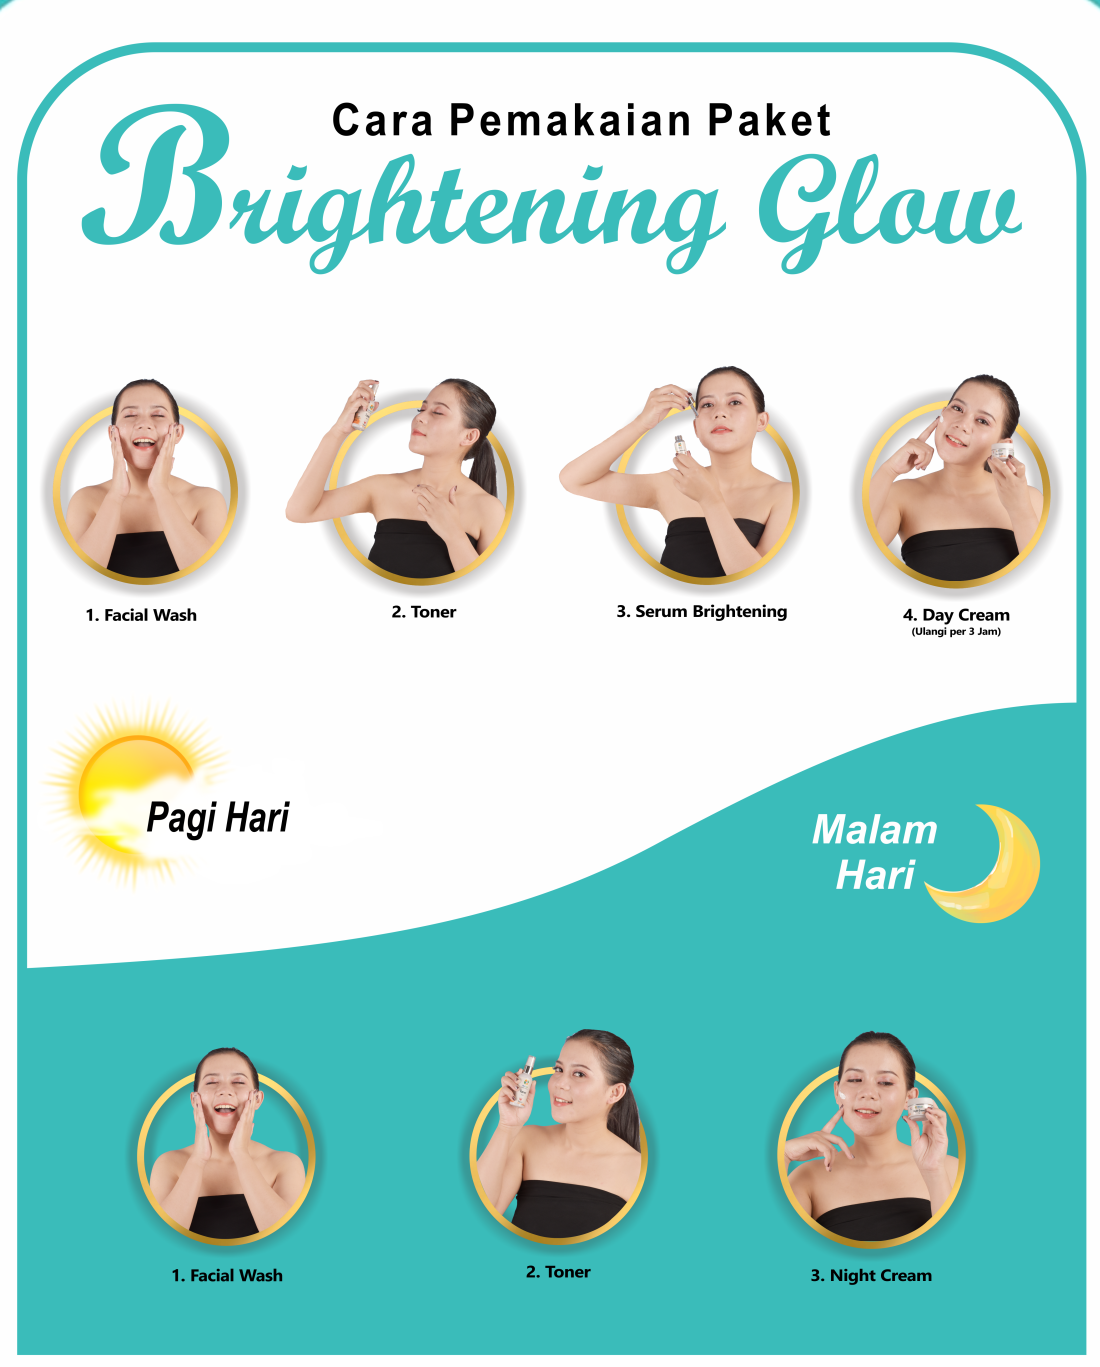 Cara Pemakaian Paket
Brightening Glow
1. Facial Wash
2. Toner
3. Serum Brightening
4. Day Cream
(Ulangi per 3 Jam)
Pagi Hari
Malam
Hari
1. Facial Wash
2. Toner
3. Night Cream